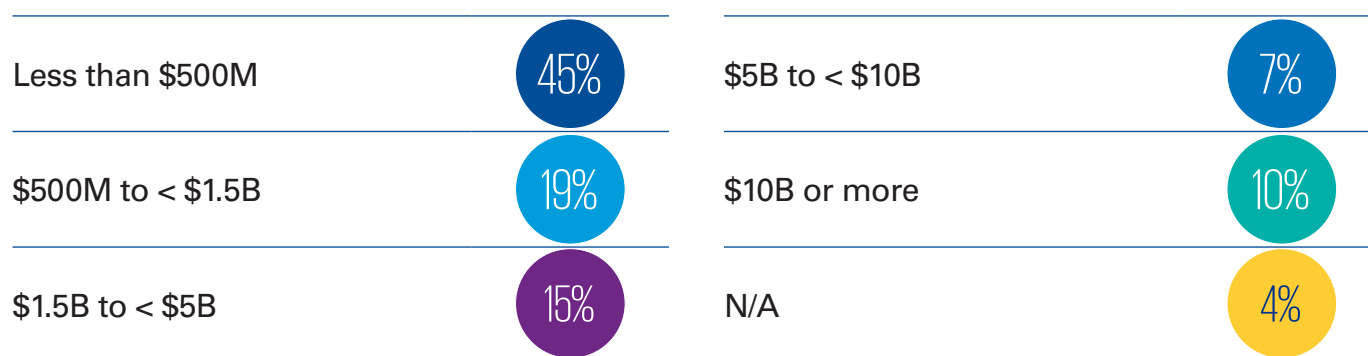 Less than $500M 45%
$500M to < $1.5B 19%
$1.5B to < $5B 15%
$5B to < $10B 7%
$10B or more 10%
N/A 4%